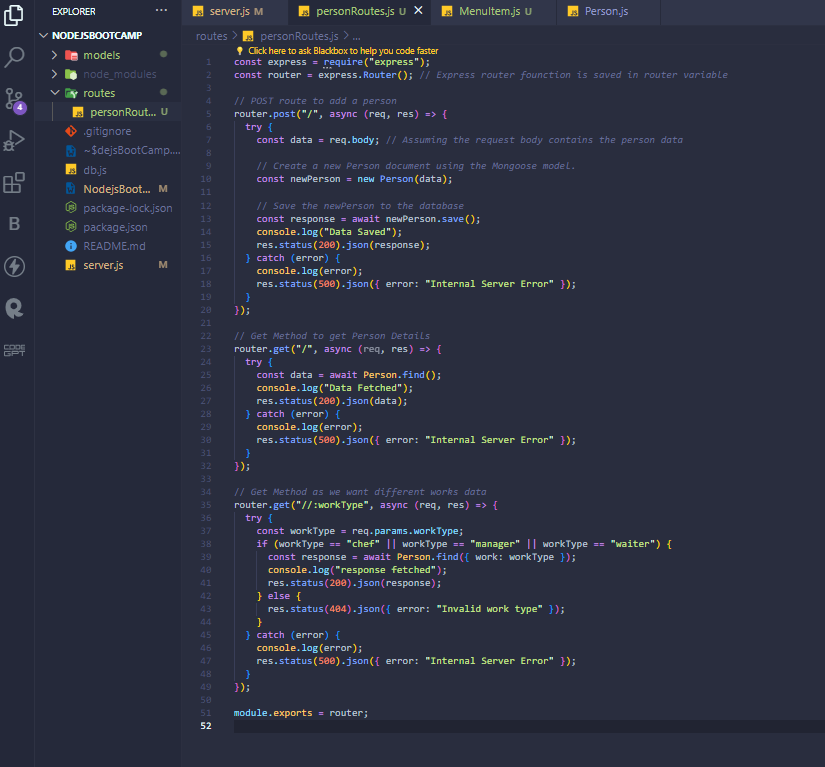 EXPLORER
NODEJSBOOTCAMP
models
node_modules
routes
personRout... U
.gitignore
~$dejsBootCamp....
db.js
NodejsBoot... M
package-lock.json
package.json
README.md
server.js M
4
B
CODE
GPT
server.js M
personRoutes.js U
MenuItem.js U
Person.js
routes > personRoutes.js > ...
Click here to ask Blackbox to help you code faster
1 const express = require("express");
2 const router = express.Router(); // Express router founction is saved in router variable
3
4 // POST route to add a person
5 router.post("/", async (req, res) => {
6 try {
7 const data = req.body; // Assuming the request body contains the person data
8
9 // Create a new Person document using the Mongoose model.
10 const newPerson = new Person(data);
11
12 // Save the newPerson to the database
13 const response = await newPerson.save();
14 console.log("Data Saved");
15 res.status(200).json(response);
16 } catch (error) {
17 console.log(error);
18 res.status(500).json({ error: "Internal Server Error" });
19 }
20 });
21
22 // Get Method to get Person Details
23 router.get("/", async (req, res) => {
24 try {
25 const data = await Person.find();
26 console.log("Data Fetched");
27 res.status(200).json(data);
28 } catch (error) {
29 console.log(error);
30 res.status(500).json({ error: "Internal Server Error" });
31 }
32 });
33
34 // Get Method as we want different works data
35 router.get("//:workType", async (req, res) => {
36 try {
37 const workType = req.params.workType;
38 if (workType == "chef" || workType == "manager" || workType == "waiter") {
39 const response = await Person.find({ work: workType });
40 console.log("response fetched");
41 res.status(200).json(response);
42 } else {
43 res.status(404).json({ error: "Invalid work type" });
44 }
45 } catch (error) {
46 console.log(error);
47 res.status(500).json({ error: "Internal Server Error" });
48 }
49 });
50
51 module.exports = router;
52